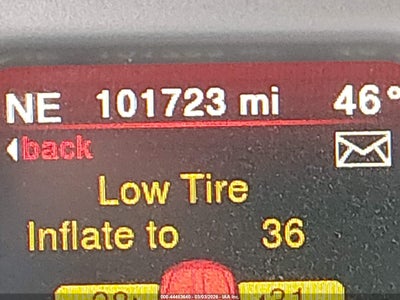 NE 101723 mi 46°
back
Low Tire
Inflate to 36